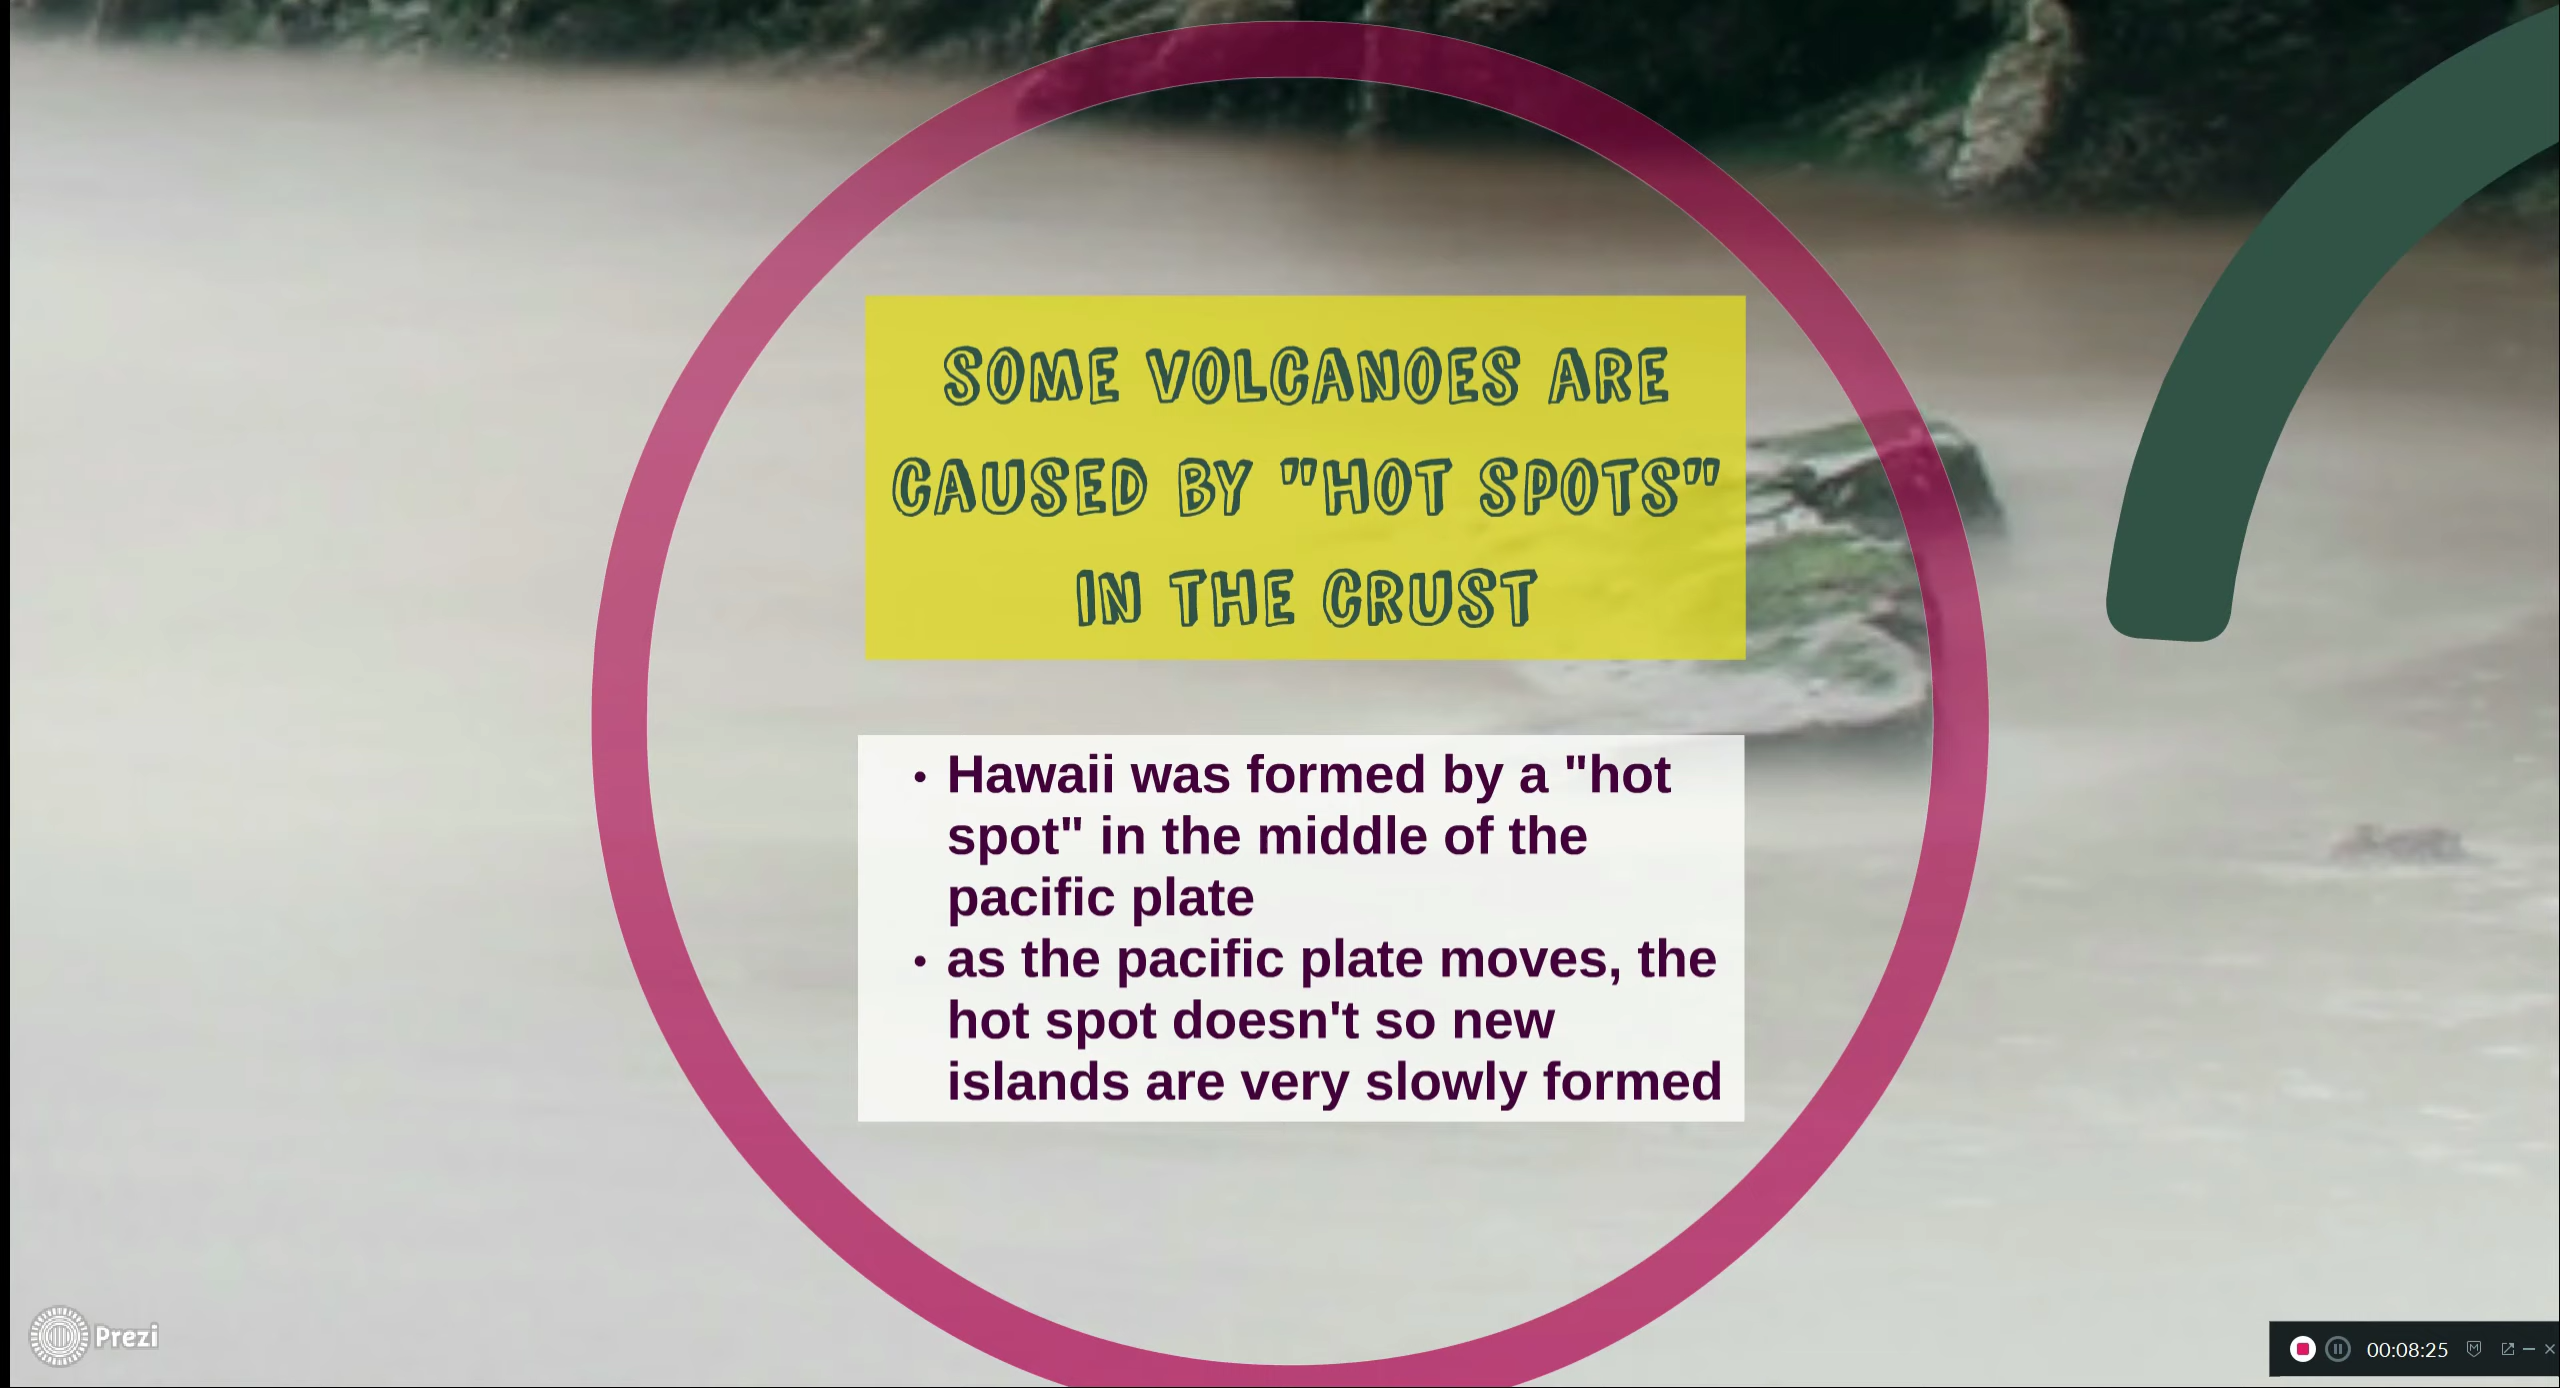 SOME VOLCANOES ARE
CAUSED BY "HOT SPOTS"
IN THE CRUST
• Hawaii was formed by a "hot
spot" in the middle of the
pacific plate
• as the pacific plate moves, the
hot spot doesn't so new
islands are very slowly formed
Prezi
00:08:25